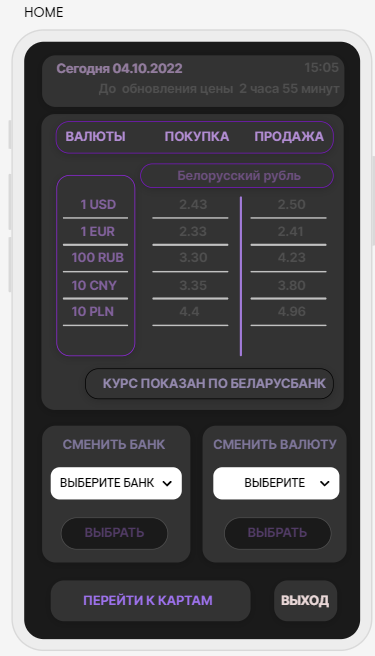 HOME
Сегодня 04.10.2022 15:05
До обновления цены 2 часа 55 минут
ВАЛЮТЫ ПОКУПКА ПРОДАЖА
Белорусский рубль
1 USD 2.43 2.50
1 EUR 2.33 2.41
100 RUB 3.30 4.23
10 CNY 3.35 3.80
10 PLN 4.4 4.96
КУРС ПОКАЗАН ПО БЕЛАРУСБАНК
СМЕНИТЬ БАНК СМЕНИТЬ ВАЛЮТУ
ВЫБЕРИТЕ БАНК ВЫБЕРИТЕ
ВЫБРАТЬ ВЫБРАТЬ
ПЕРЕЙТИ К КАРТАМ ВЫХОД